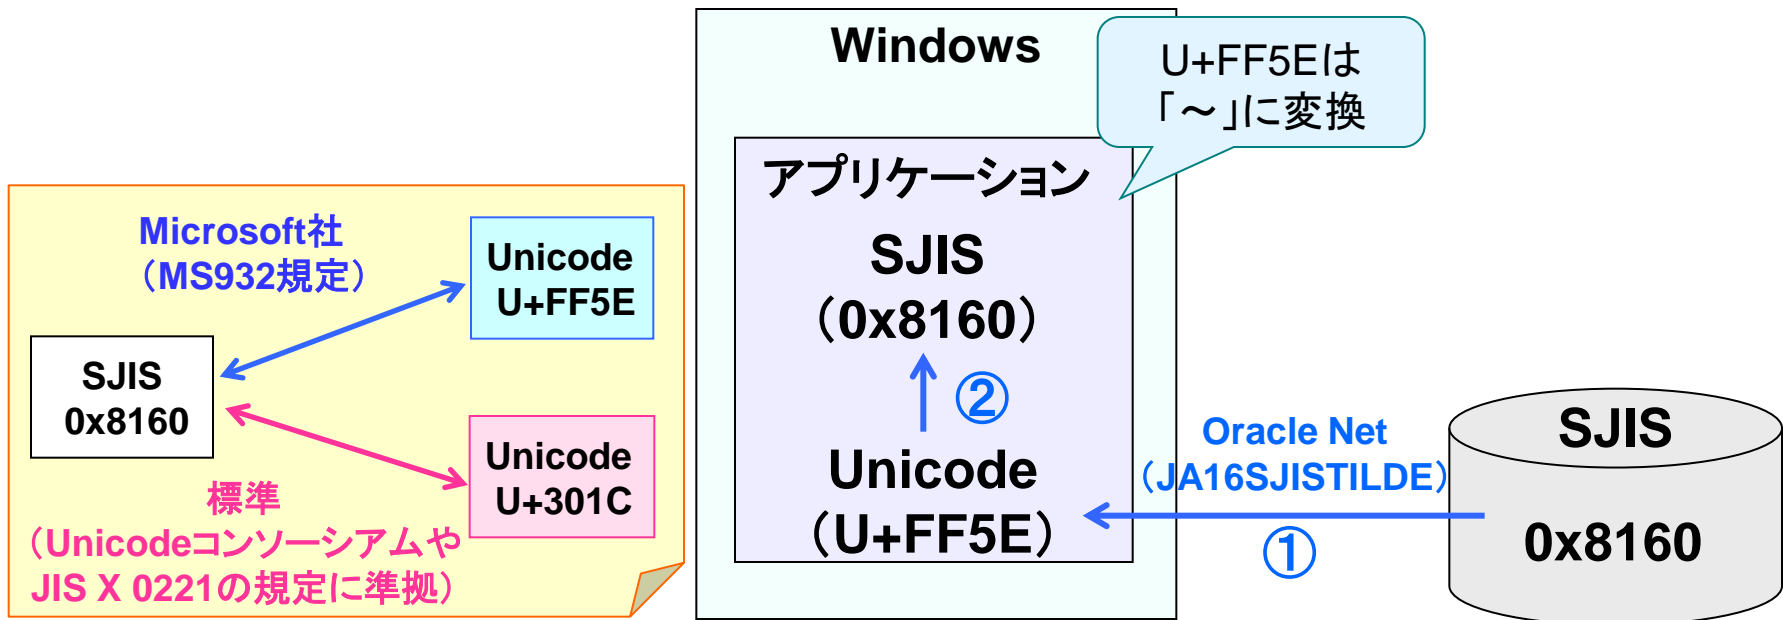 Windows
U+FF5Eは
「～」に変換
アプリケーション
SJIS
（0x8160）
②
Unicode
（U+FF5E）
Microsoft社
（MS932規定）
Unicode
U+FF5E
SJIS
0x8160
Unicode
U+301C
標準
（Unicodeコンソーシアムや
JIS X 0221の規定に準拠）
Oracle Net
（JA16SJISTILDE）
①
SJIS
0x8160